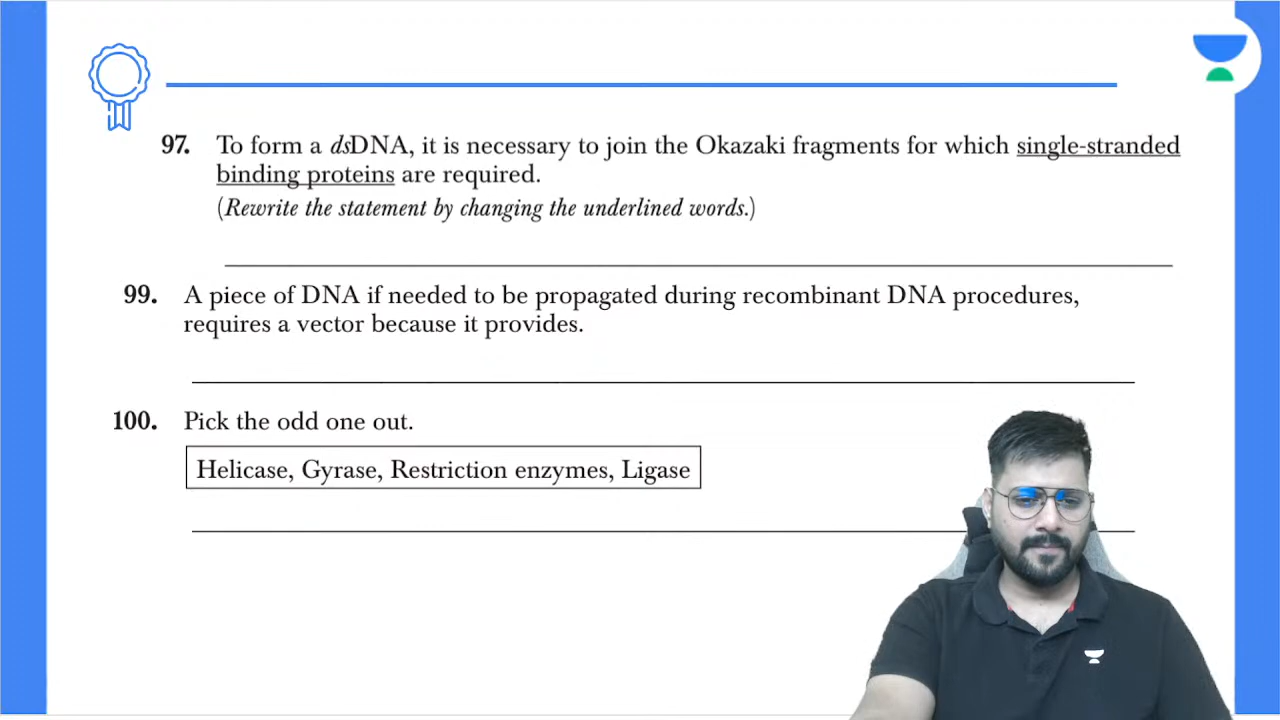 97. To form a dsDNA, it is necessary to join the Okazaki fragments for which single-stranded
binding proteins are required.
(Rewrite the statement by changing the underlined words.)
99. A piece of DNA if needed to be propagated during recombinant DNA procedures,
requires a vector because it provides.
100. Pick the odd one out.
Helicase, Gyrase, Restriction enzymes, Ligase